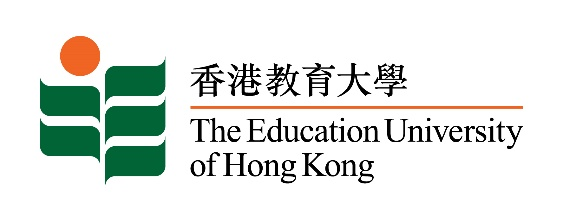 香港教育大學
The Education University
of Hong Kong